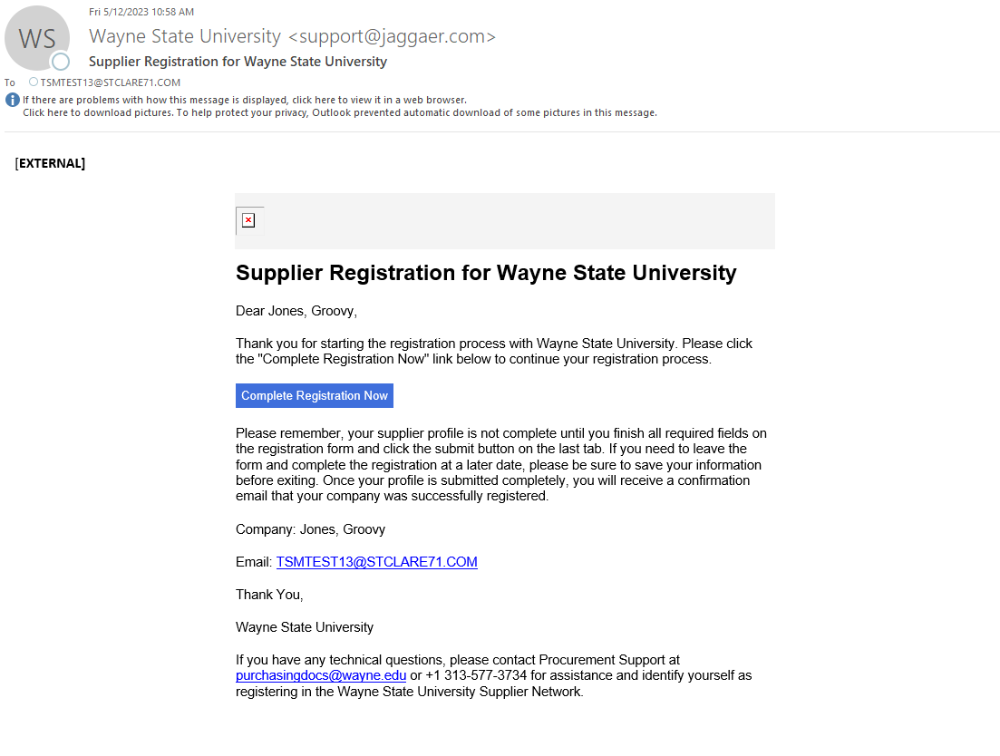 Fri 5/12/2023 10:58 AM
WS
Wayne State University <support@jaggaer.com>
Supplier Registration for Wayne State University
To TSMTEST13@STCLARE71.COM
If there are problems with how this message is displayed, click here to view it in a web browser.
Click here to download pictures. To help protect your privacy, Outlook prevented automatic download of some pictures in this message.
[EXTERNAL]
Supplier Registration for Wayne State University
Dear Jones, Groovy,
Thank you for starting the registration process with Wayne State University. Please click
the "Complete Registration Now" link below to continue your registration process.
Complete Registration Now
Please remember, your supplier profile is not complete until you finish all required fields on
the registration form and click the submit button on the last tab. If you need to leave the
form and complete the registration at a later date, please be sure to save your information
before exiting. Once your profile is submitted completely, you will receive a confirmation
email that your company was successfully registered.
Company: Jones, Groovy
Email: TSMTEST13@STCLARE71.COM
Thank You,
Wayne State University
If you have any technical questions, please contact Procurement Support at
purchasingdocs@wayne.edu or +1 313-577-3734 for assistance and identify yourself as
registering in the Wayne State University Supplier Network.